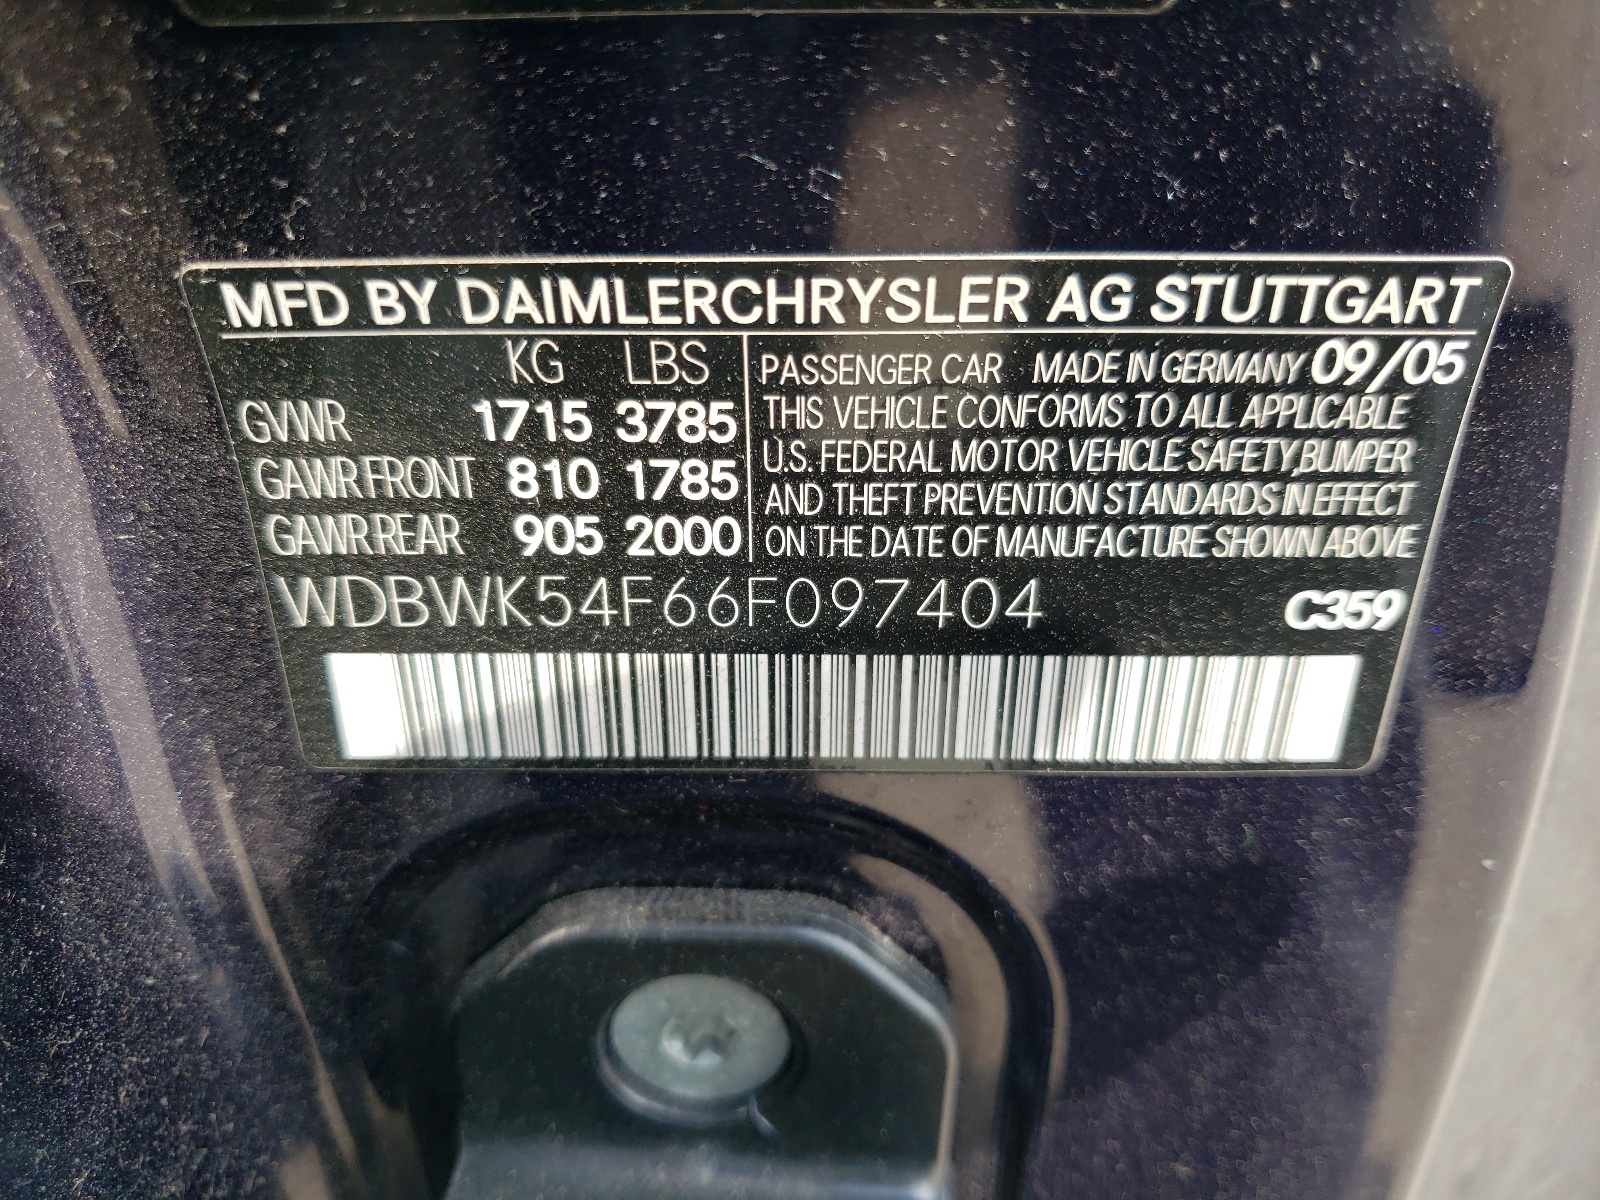 MFD BY DAIMLERCHRYSLER AG STUTTGART
KG LBS
GVWR 1715 3785
GAWR FRONT 810 1785
GAWR REAR 905 2000
PASSENGER CAR MADE IN GERMANY 09/05
THIS VEHICLE CONFORMS TO ALL APPLICABLE
U.S. FEDERAL MOTOR VEHICLE SAFETY, BUMPER
AND THEFT PREVENTION STANDARDS IN EFFECT
ON THE DATE OF MANUFACTURE SHOWN ABOVE
WDBWK54F66F097404 C359